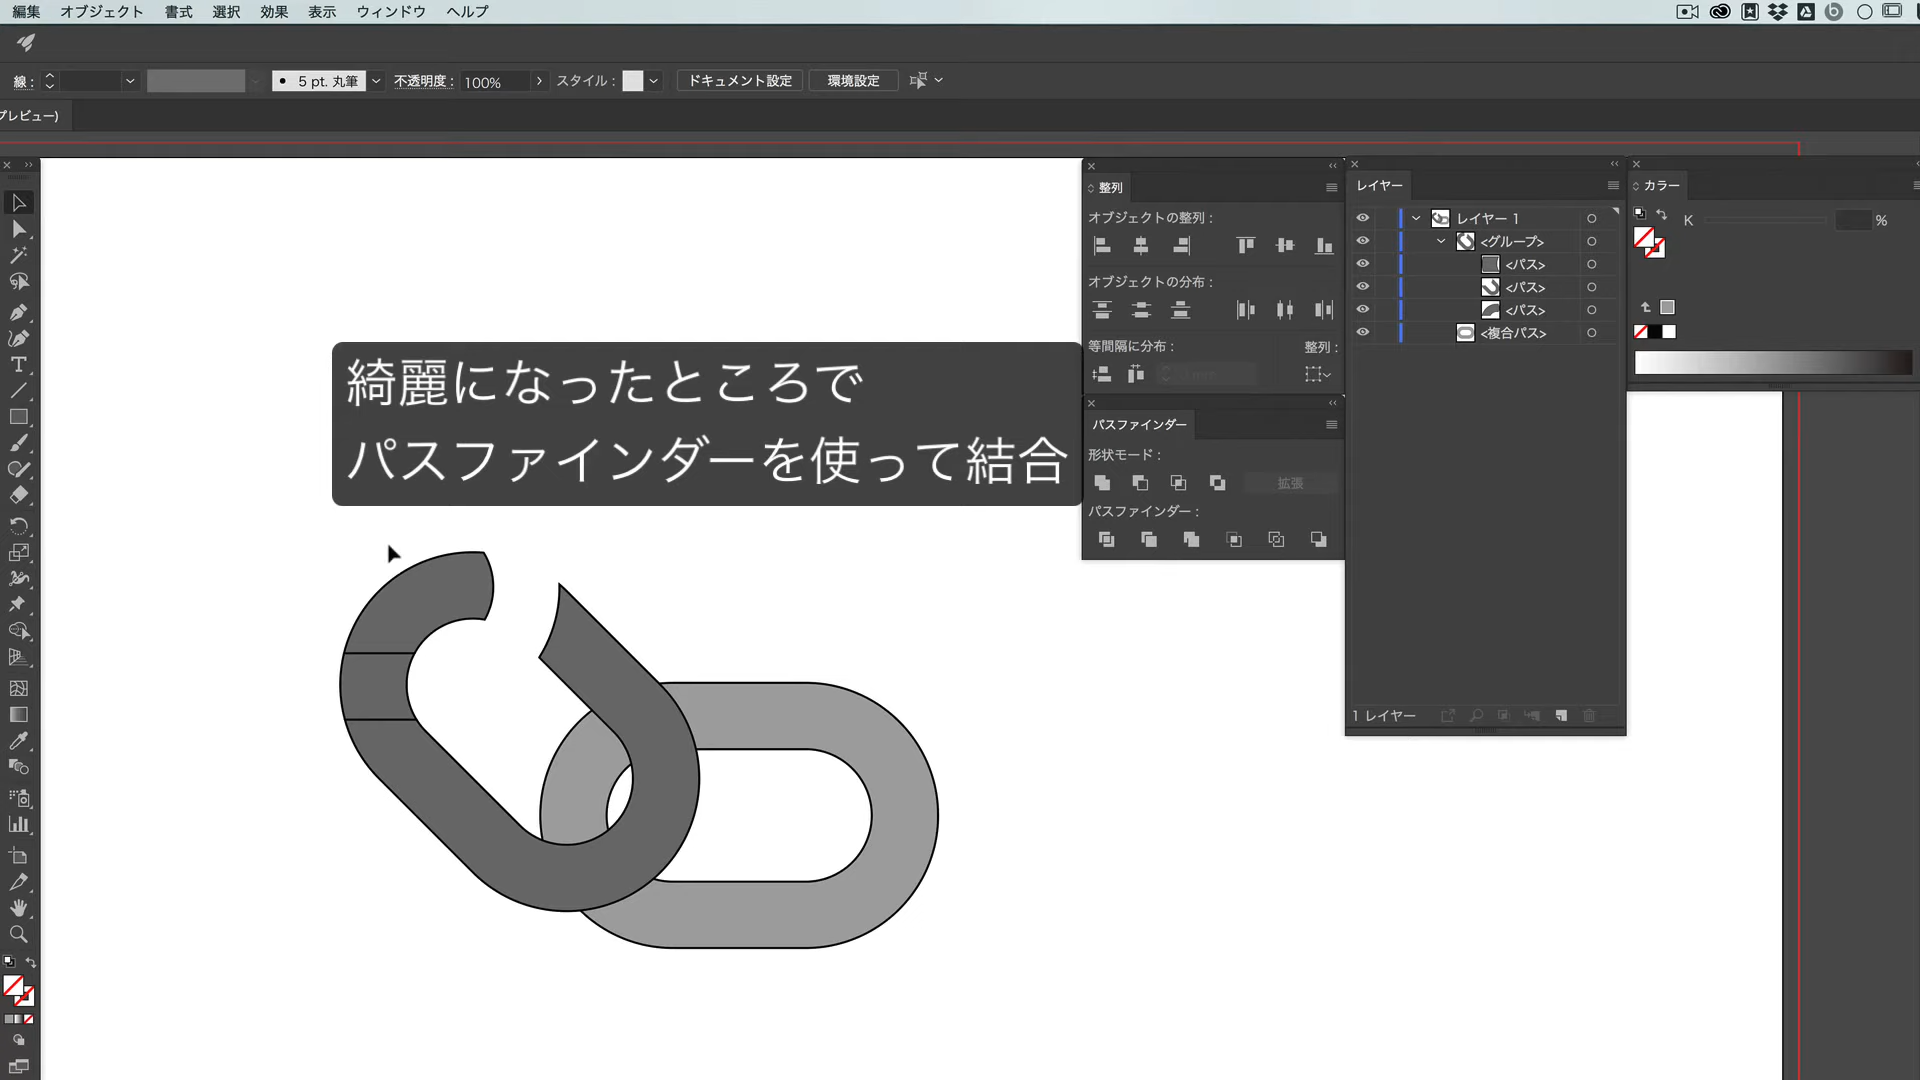 編集 オブジェクト 書式 選択 効果 表示 ウィンドウ ヘルプ
線 : 5 pt. 丸筆 不透明度 : 100% スタイル : ドキュメント設定 環境設定
プレビュー)
整列
オブジェクトの整列 :
オブジェクトの分布 :
等間隔に分布 : 整列 :
パスファインダー
形状モード :
拡張
パスファインダー :
レイヤー
レイヤー 1
<グループ>
<パス>
<パス>
<パス>
<複合パス>
1 レイヤー
カラー
K %
綺麗になったところで
パスファインダーを使って結合